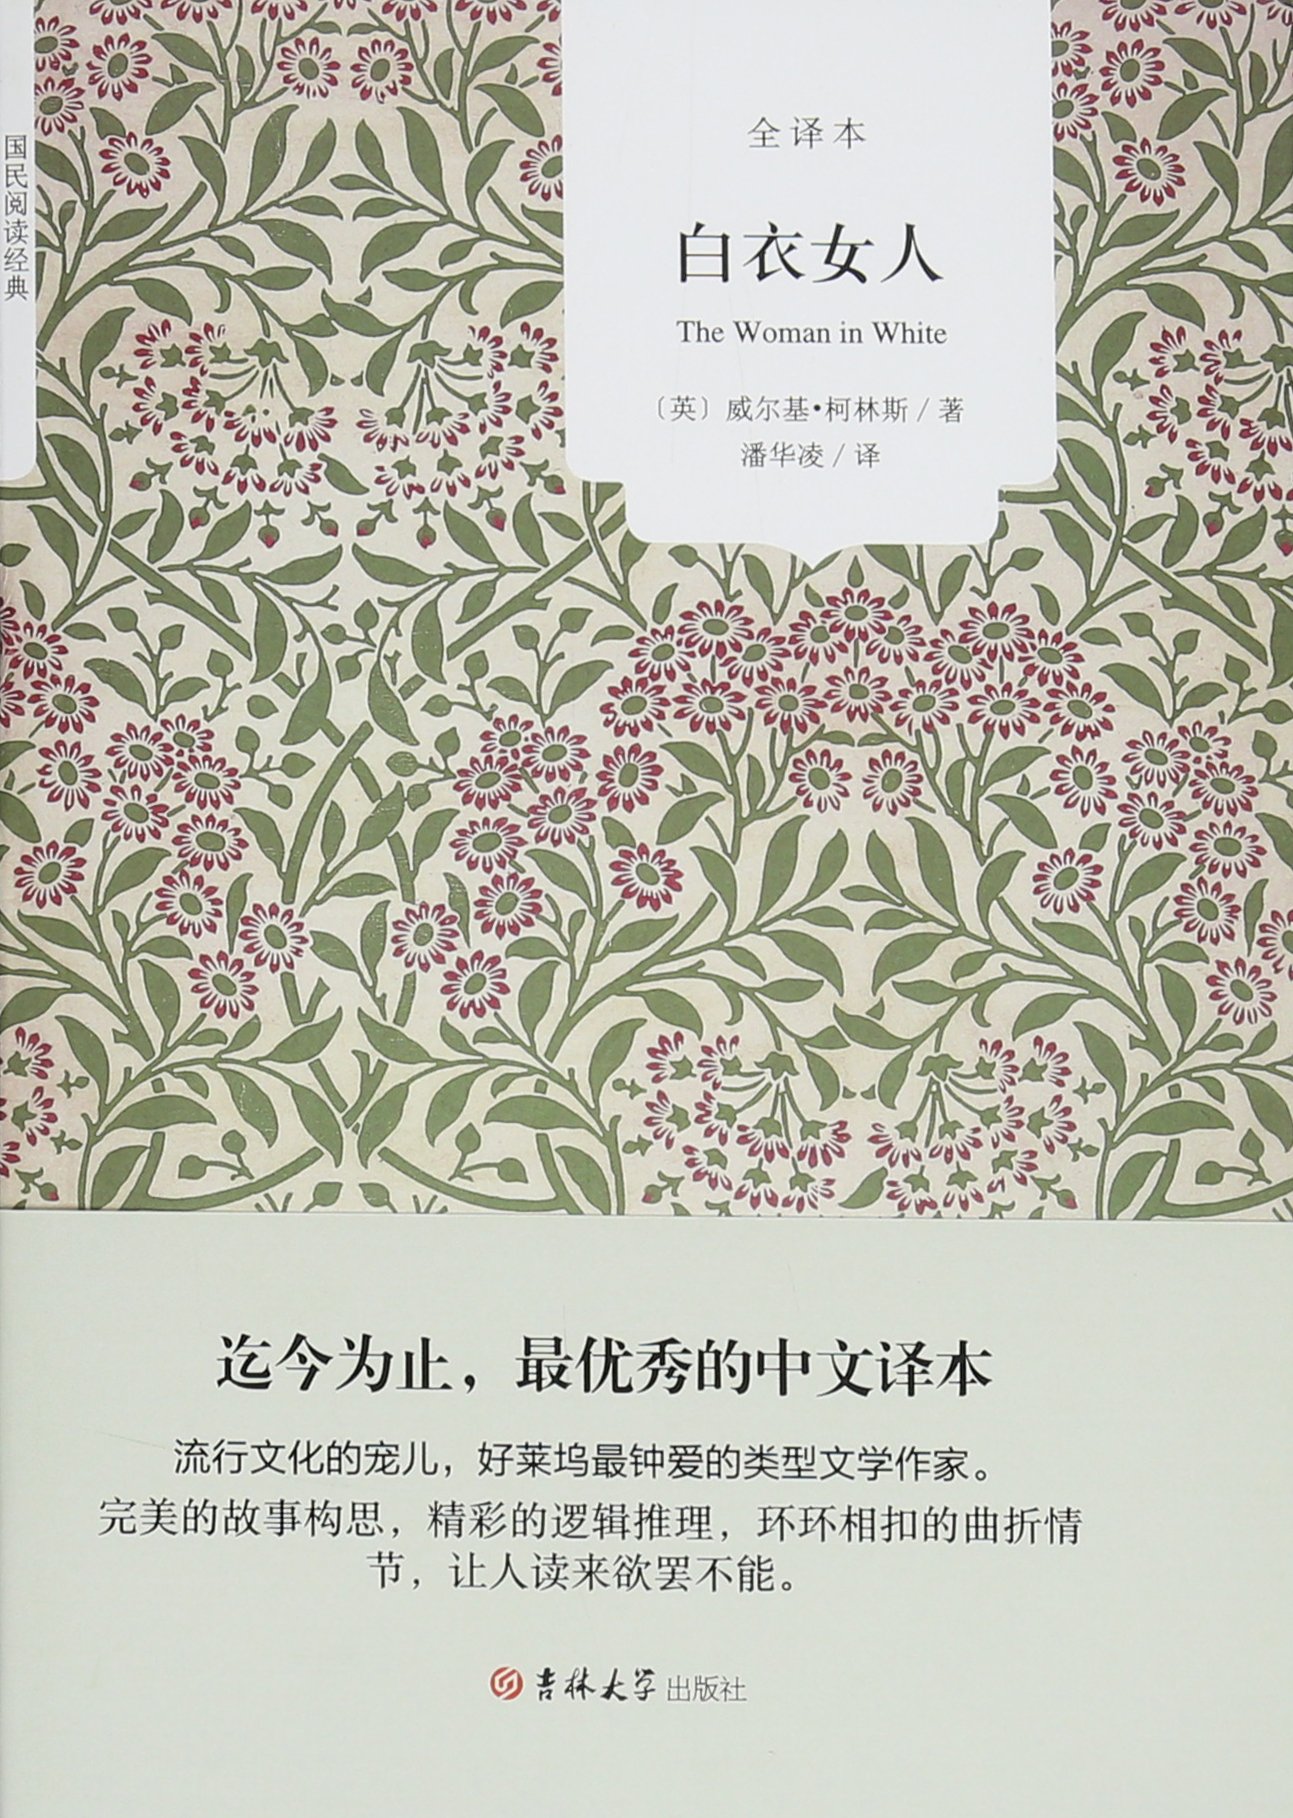 国民阅读经典
全译本
白衣女人
The Woman in White
〔英〕威尔基•柯林斯/著
潘华凌/译
迄今为止，最优秀的中文译本
流行文化的宠儿，好莱坞最钟爱的类型文学作家。
完美的故事构思，精彩的逻辑推理，环环相扣的曲折情
节，让人读来欲罢不能。
吉林大学出版社